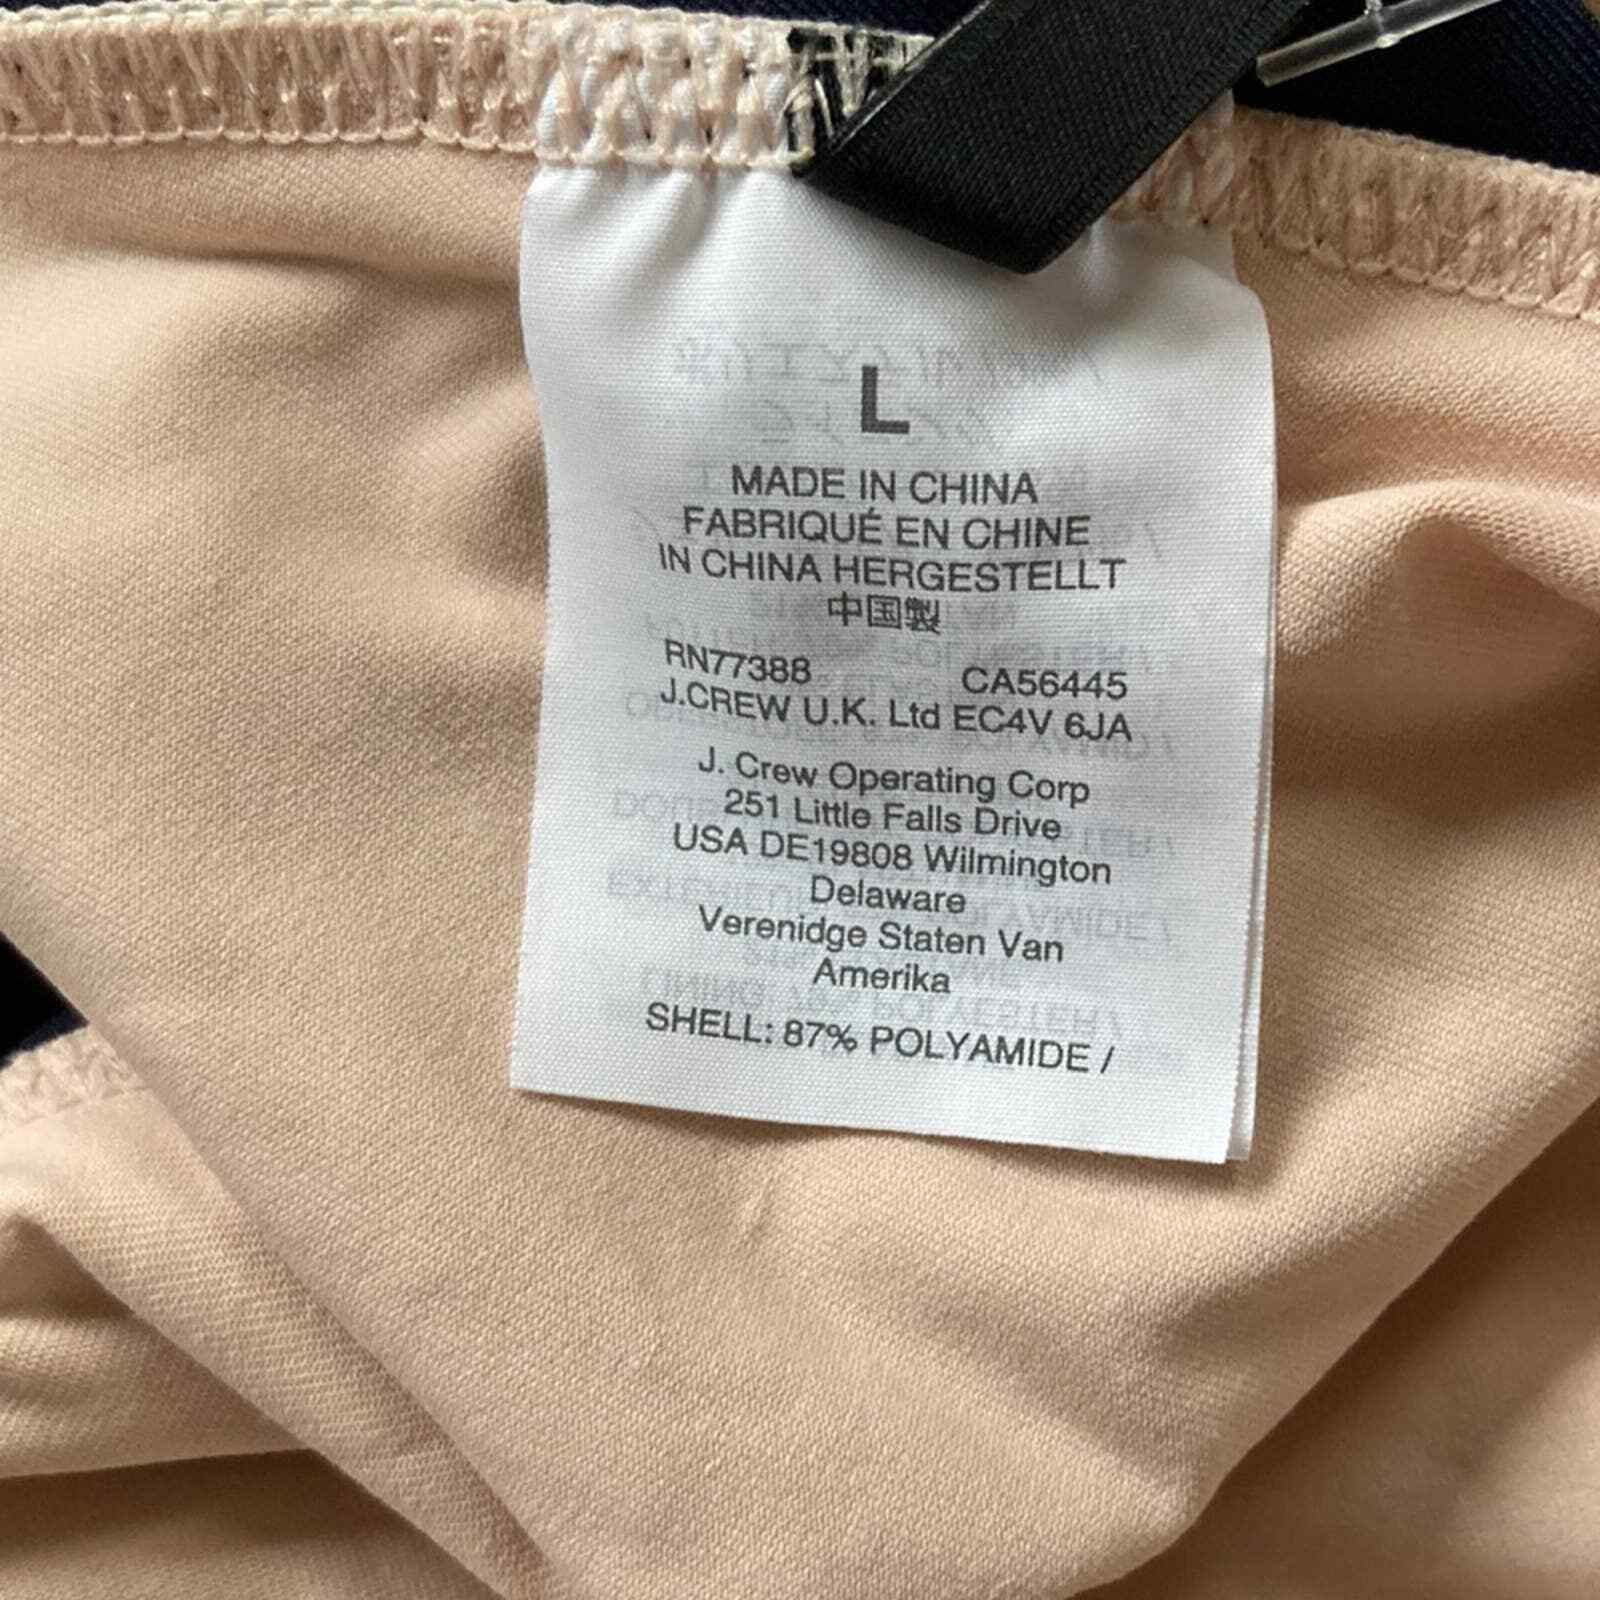 L
MADE IN CHINA
FABRIQUÉ EN CHINE
IN CHINA HERGESTELLT
中国製
RN77388 CA56445
J.CREW U.K. Ltd EC4V 6JA
J. Crew Operating Corp
251 Little Falls Drive
USA DE19808 Wilmington
Delaware
Verenidge Staten Van
Amerika
SHELL: 87% POLYAMIDE /